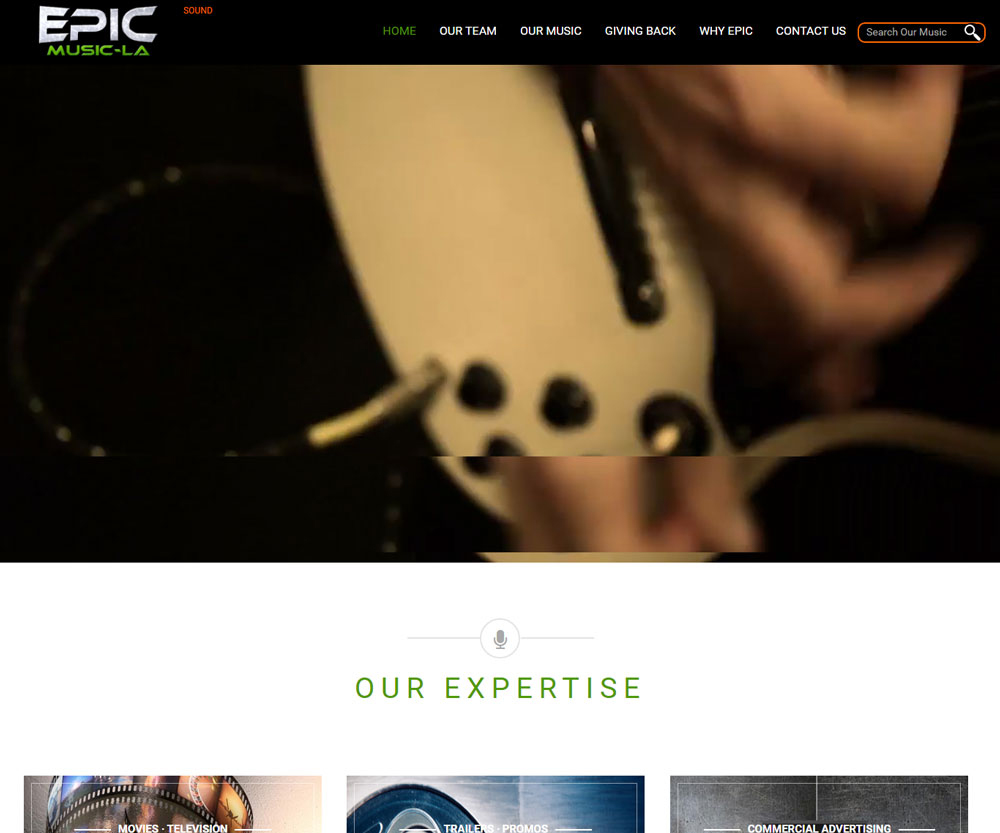 EPIC
MUSIC-LA
SOUND
HOME OUR TEAM OUR MUSIC GIVING BACK WHY EPIC CONTACT US Search Our Music
OUR EXPERTISE
MOVIES · TELEVISION
TRAILERS · PROMOS
COMMERCIAL ADVERTISING